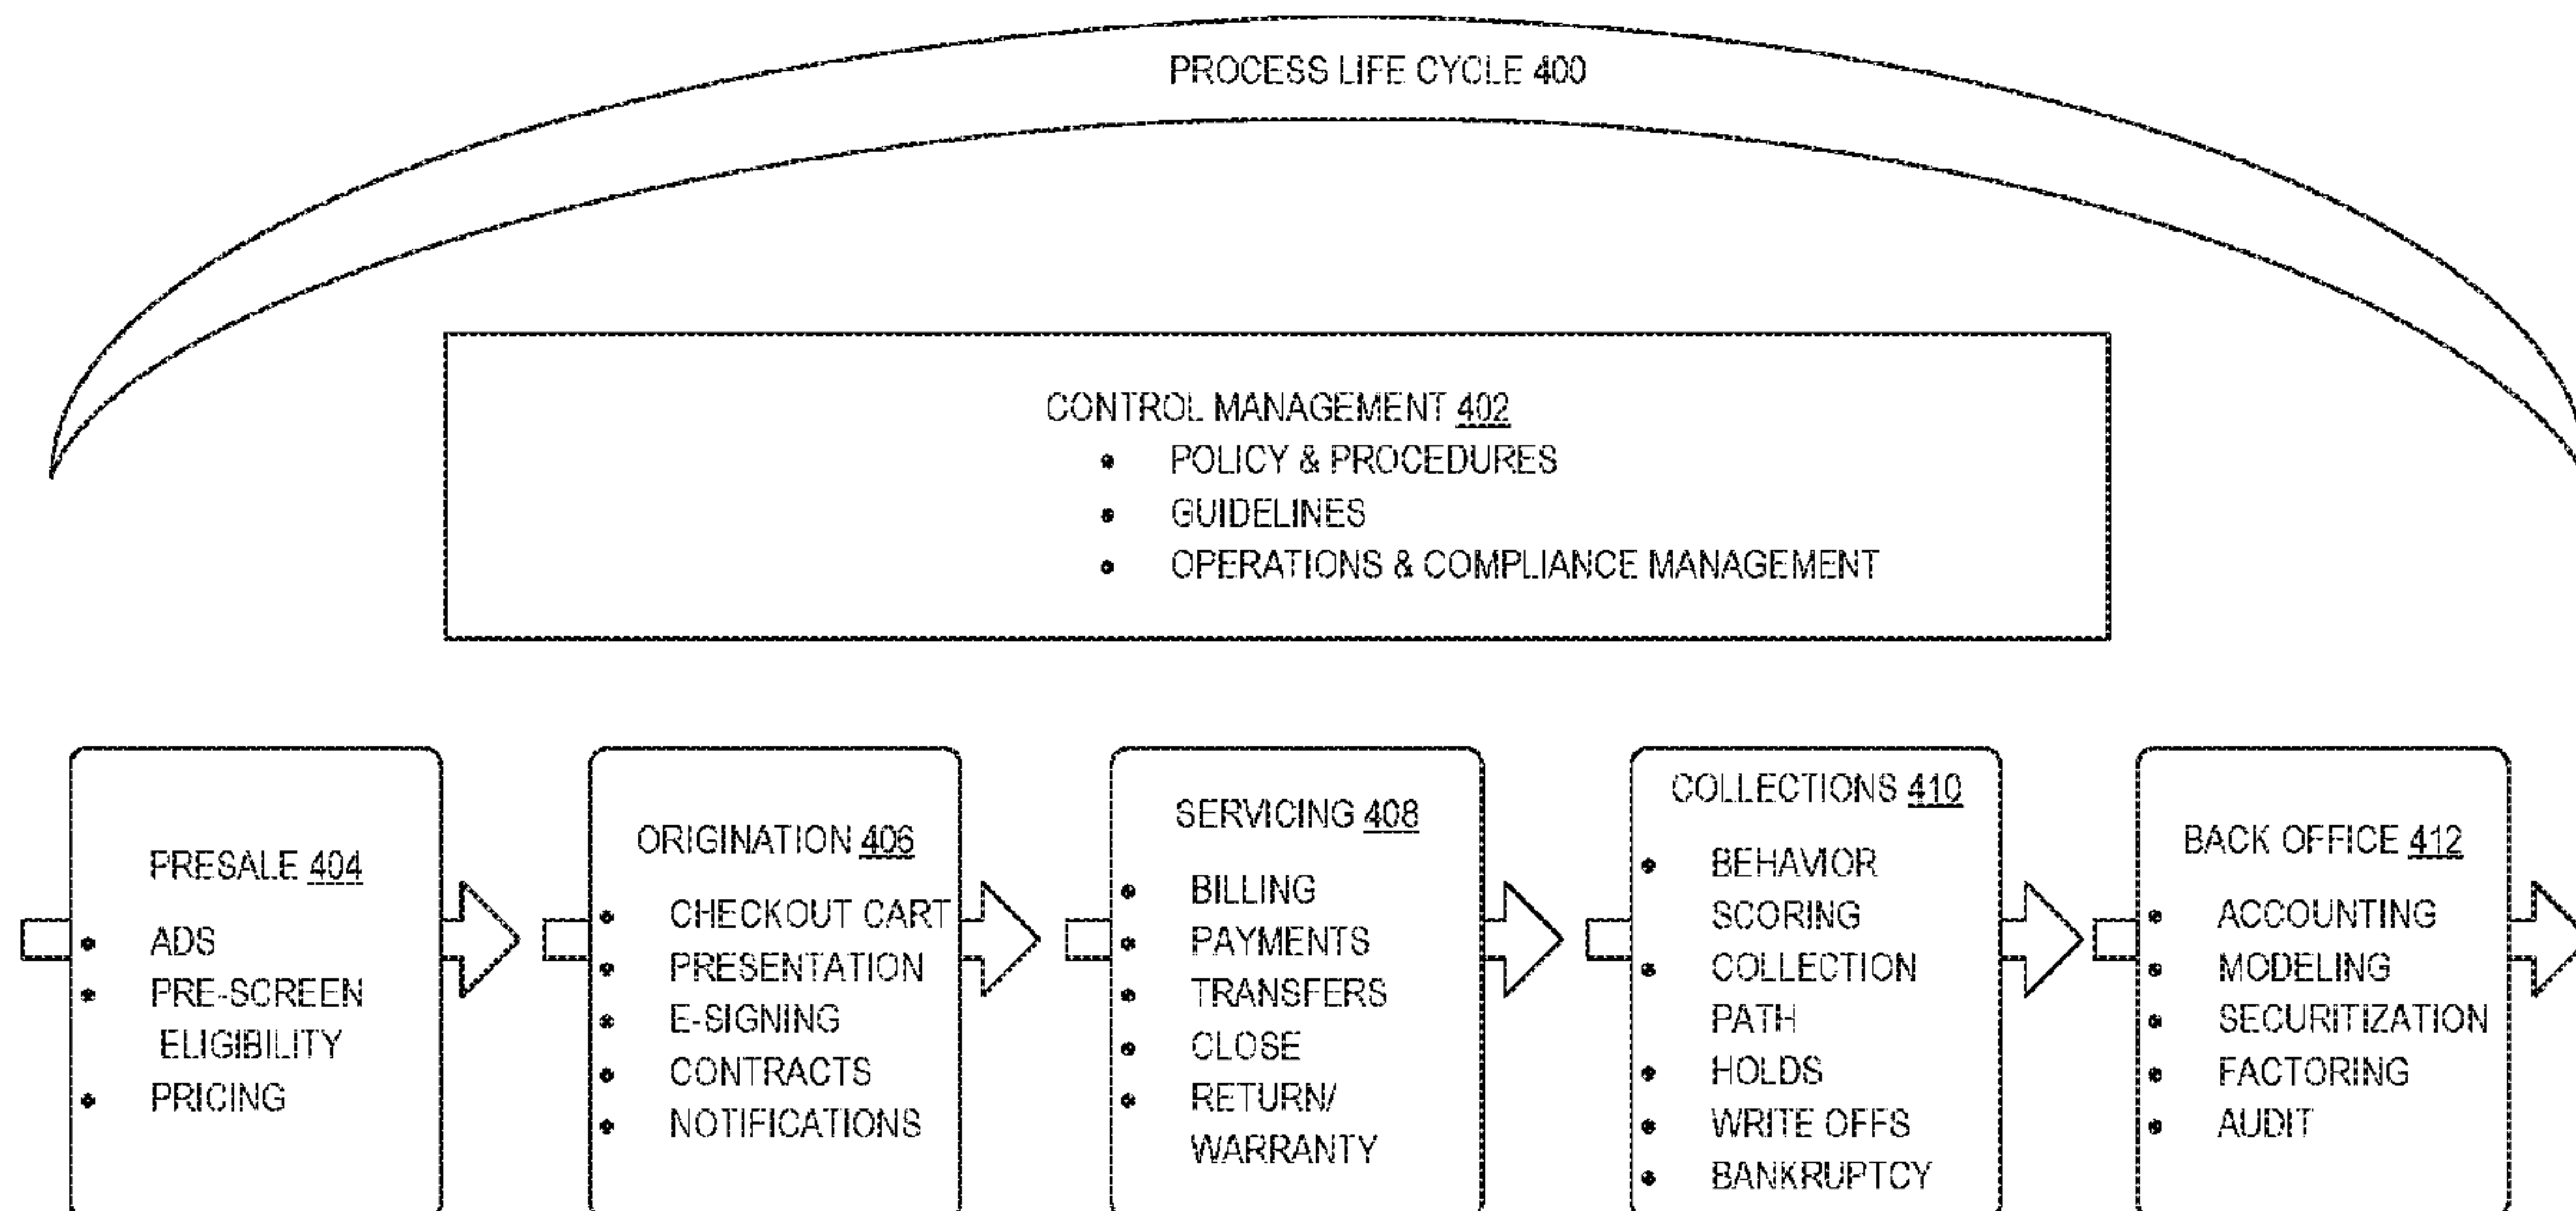 PROCESS LIFE CYCLE 400
CONTROL MANAGEMENT 402
• POLICY & PROCEDURES
• GUIDELINES
• OPERATIONS & COMPLIANCE MANAGEMENT
PRESALE 404
• ADS
• PRE-SCREEN
ELIGIBILITY
• PRICING
ORIGINATION 406
• CHECKOUT CART
• PRESENTATION
• E-SIGNING
• CONTRACTS
• NOTIFICATIONS
SERVICING 408
• BILLING
• PAYMENTS
• TRANSFERS
• CLOSE
• RETURN/
WARRANTY
COLLECTIONS 410
• BEHAVIOR
SCORING
• COLLECTION
PATH
• HOLDS
• WRITE OFFS
• BANKRUPTCY
BACK OFFICE 412
• ACCOUNTING
• MODELING
• SECURITIZATION
• FACTORING
• AUDIT